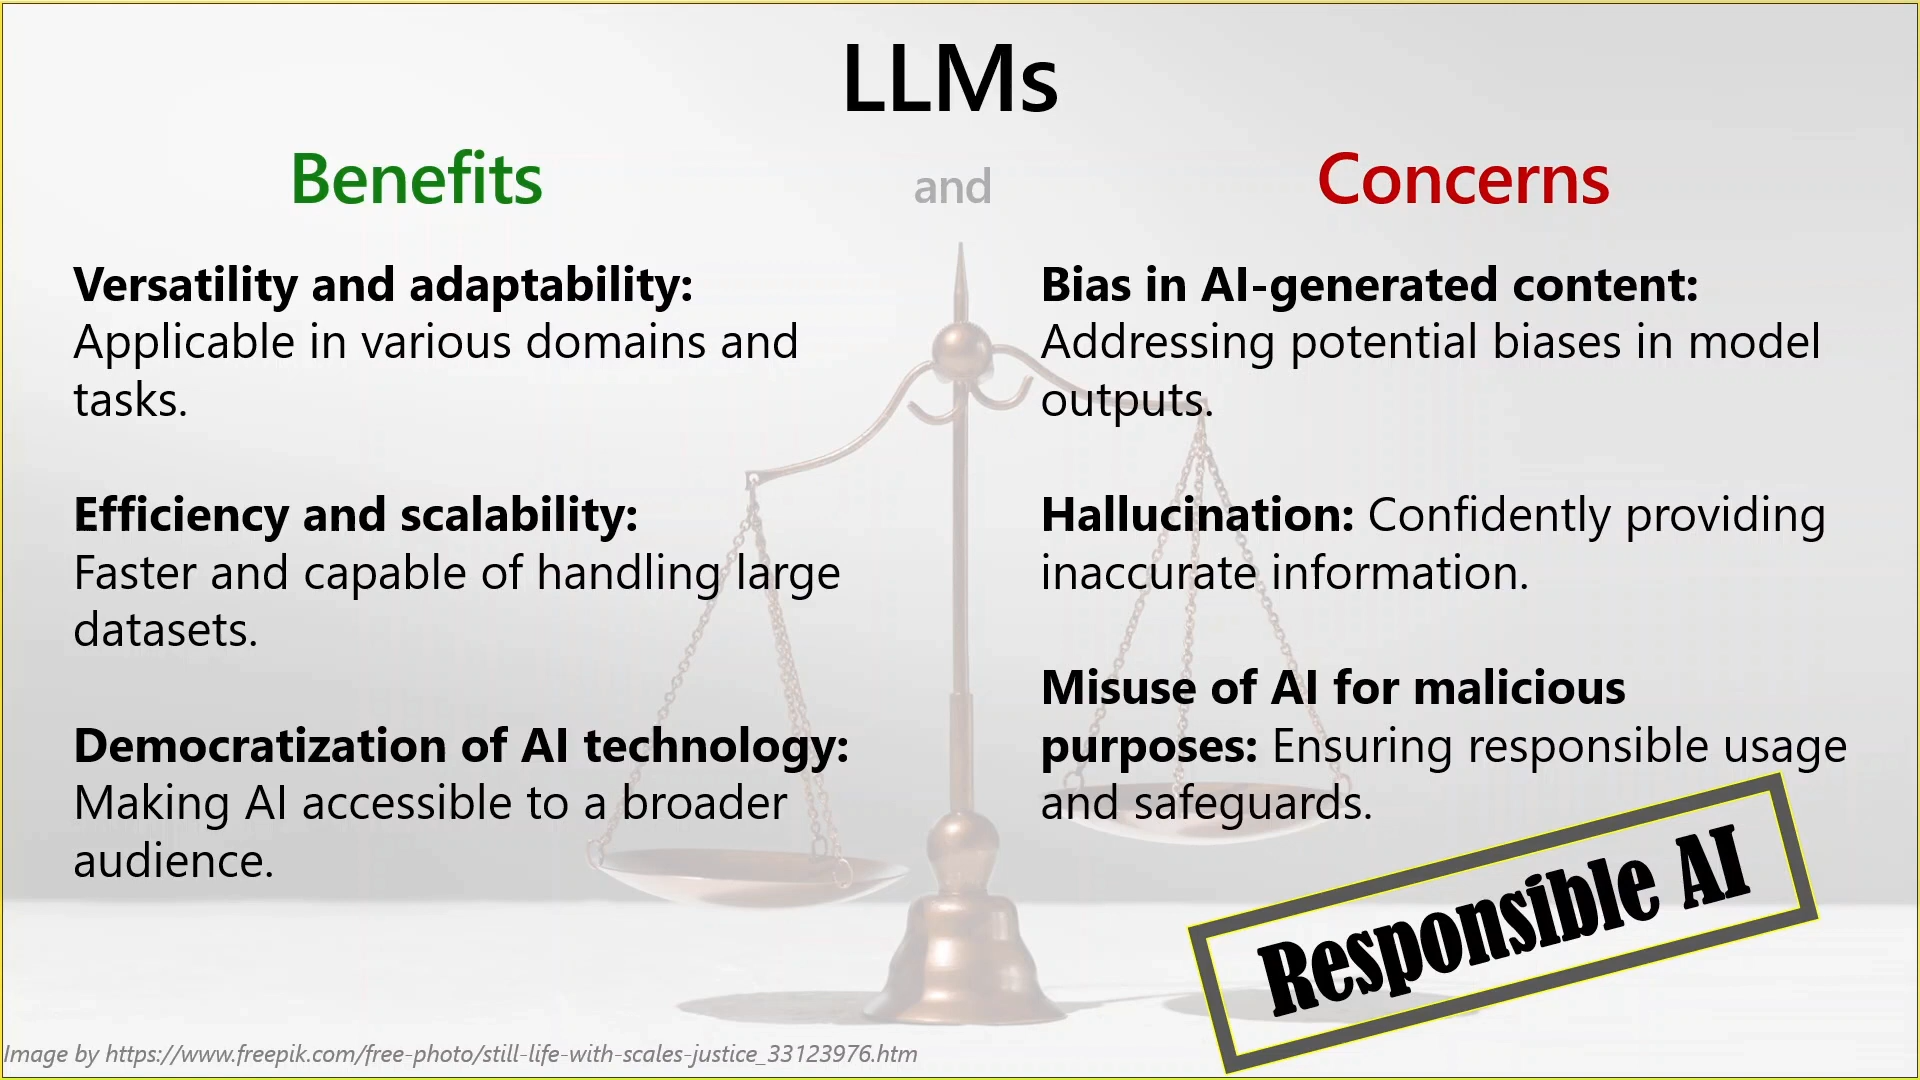 LLMs
Benefits
and
Concerns
Versatility and adaptability:
Applicable in various domains and
tasks.
Efficiency and scalability:
Faster and capable of handling large
datasets.
Democratization of AI technology:
Making AI accessible to a broader
audience.
Bias in AI-generated content:
Addressing potential biases in model
outputs.
Hallucination: Confidently providing
inaccurate information.
Misuse of AI for malicious
purposes: Ensuring responsible usage
and safeguards.
Responsible AI
Image by https://www.freepik.com/free-photo/still-life-with-scales-justice_33123976.htm